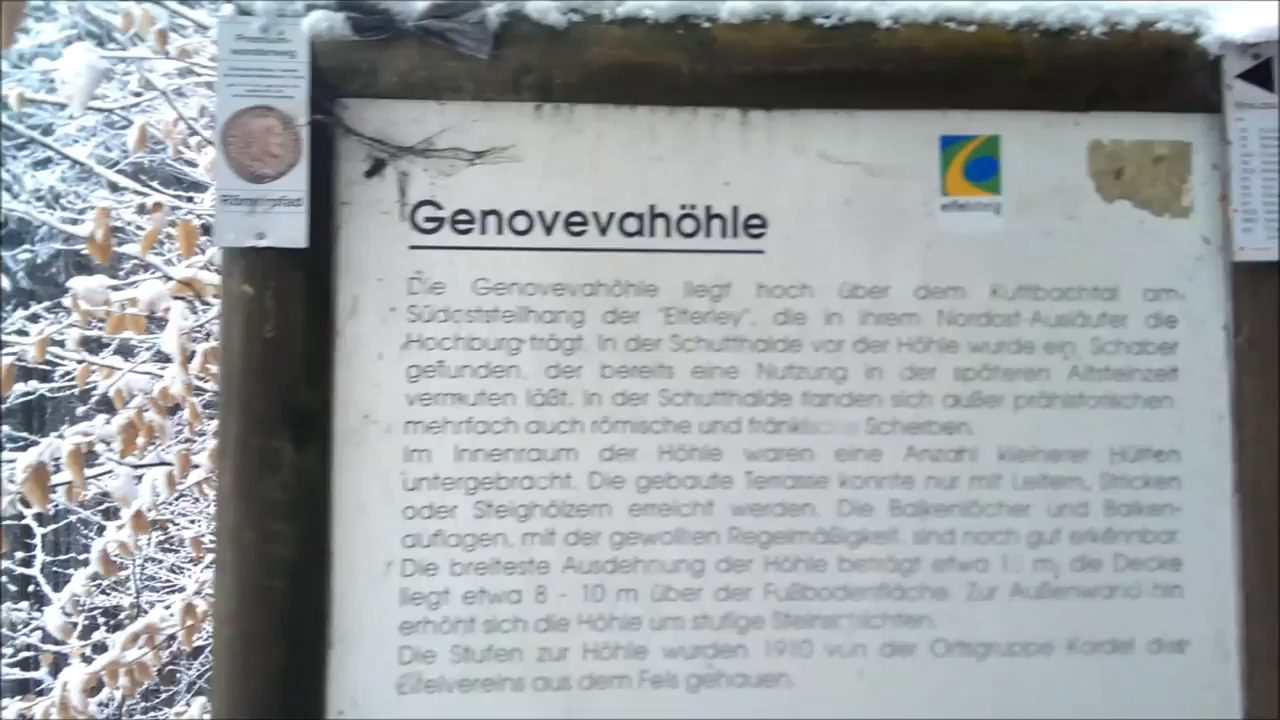 Genovevahöhle
Die Genovevahöhle liegt hoch über dem Kuttbachtal am
Südoststeilhang der "Eiterley", die in ihrem Nordost-Ausläufer die
Hochburg trägt. In der Schutthalde vor der Höhle wurde ein Schaber
gefunden, der bereits eine Nutzung in der späteren Altsteinzeit
vermuten läßt. In der Schutthalde fanden sich außer prähistorischen
mehrfach auch römische und fränkische Scherben.
Im Innenraum der Höhle waren eine Anzahl kleinerer Hütten
untergebracht. Die gebaute Terrasse konnte nur mit Leitern, Stricken
oder Steighölzern erreicht werden. Die Balkenlöcher und Balken-
auflagen, mit der gewollten Regelmäßigkeit, sind noch gut erkennbar.
Die breiteste Ausdehnung der Höhle beträgt etwa m, die Decke
liegt etwa 8 - 10 m über der Fußbodenfläche. Zur Außenwand hin
erhöht sich die Höhle um stufige Steinschichten.
Die Stufen zur Höhle wurden 1910 von der Ortsgruppe Kordel des
Eifelvereins aus dem Fels gehauen.